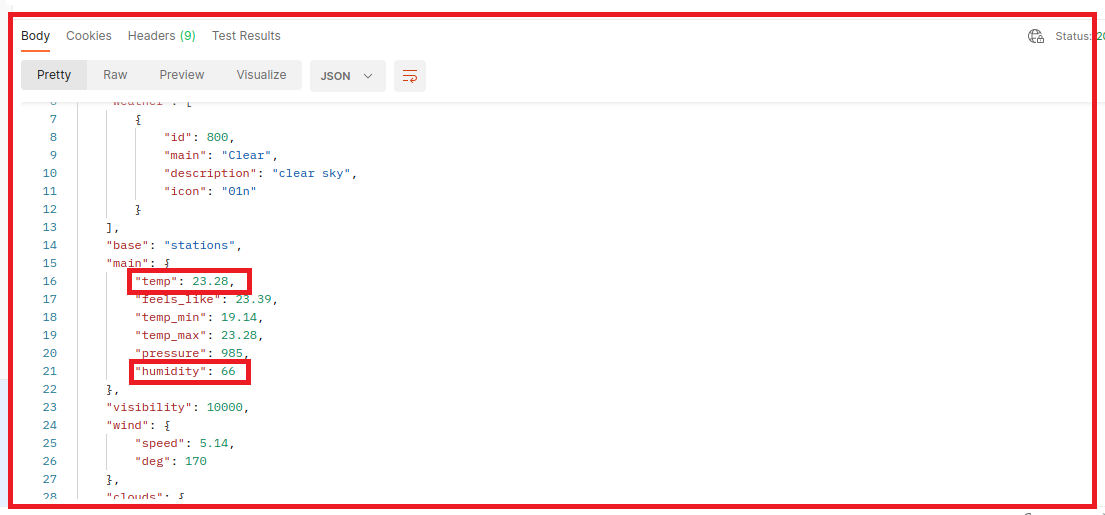 Body Cookies Headers (9) Test Results Status: 20
Pretty Raw Preview Visualize JSON
6 "weather": [
7 {
8 "id": 800,
9 "main": "Clear",
10 "description": "clear sky",
11 "icon": "01n"
12 }
13 ],
14 "base": "stations",
15 "main": {
16 "temp": 23.28,
17 "feels_like": 23.39,
18 "temp_min": 19.14,
19 "temp_max": 23.28,
20 "pressure": 985,
21 "humidity": 66
22 },
23 "visibility": 10000,
24 "wind": {
25 "speed": 5.14,
26 "deg": 170
27 },
28 "clouds": {